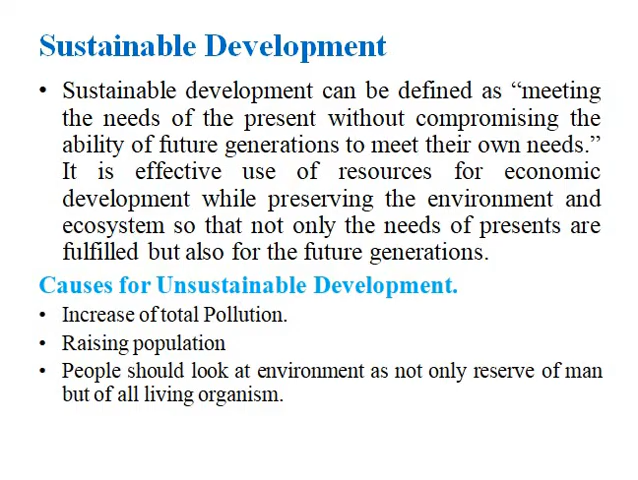 Sustainable Development
• Sustainable development can be defined as “meeting
the needs of the present without compromising the
ability of future generations to meet their own needs.”
It is effective use of resources for economic
development while preserving the environment and
ecosystem so that not only the needs of presents are
fulfilled but also for the future generations.
Causes for Unsustainable Development.
• Increase of total Pollution.
• Raising population
• People should look at environment as not only reserve of man
but of all living organism.